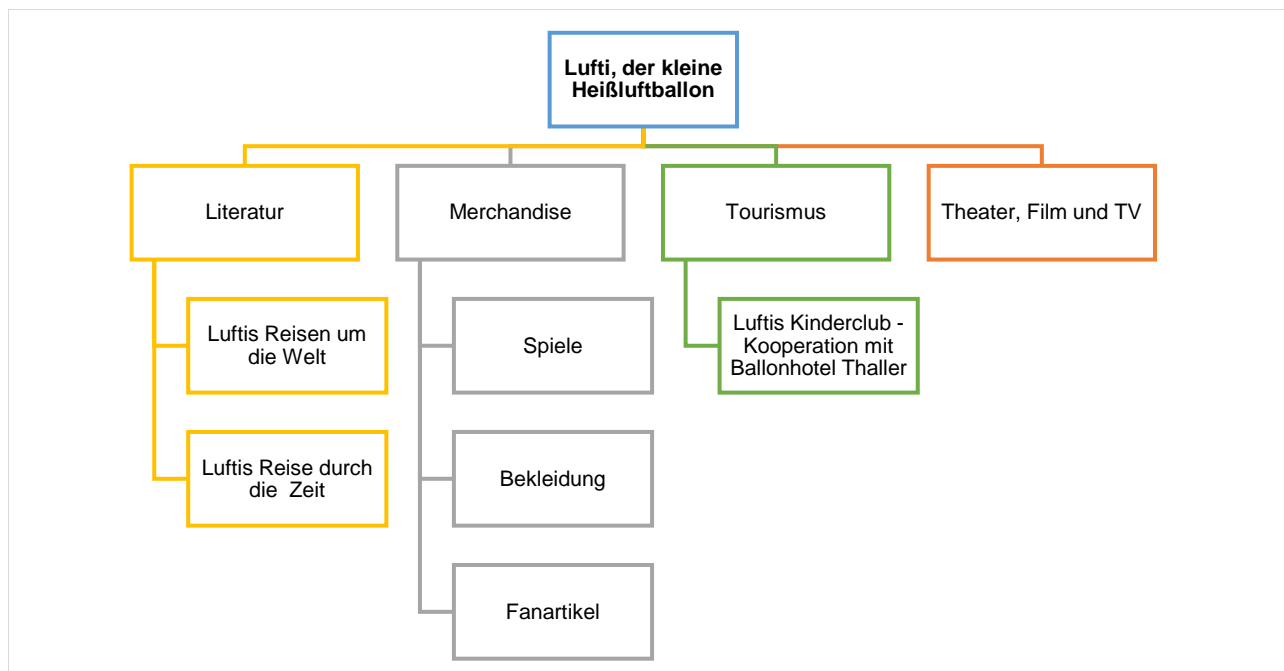 Lufti, der kleine
Heißluftballon
Literatur
Merchandise
Tourismus
Theater, Film und TV
Luftis Reisen um
die Welt
Spiele
Luftis Kinderclub -
Kooperation mit
Ballonhotel Thaller
Luftis Reise durch
die  Zeit
Bekleidung
Fanartikel